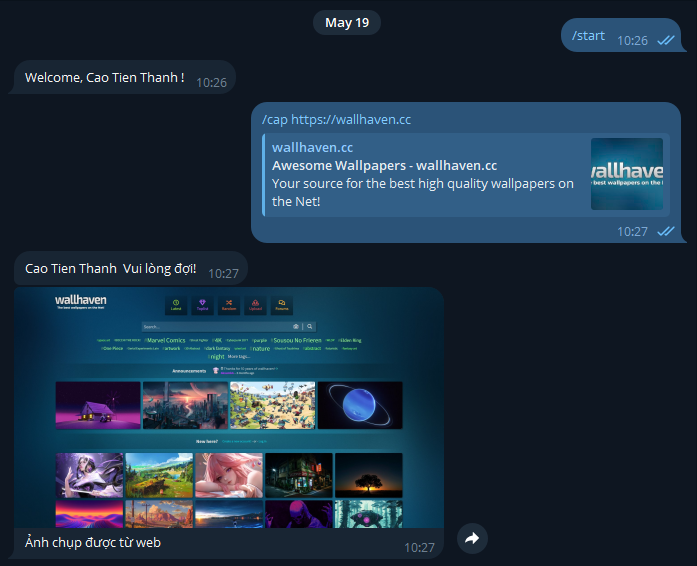 May 19
/start 10:26
Welcome, Cao Tien Thanh ! 10:26
/cap https://wallhaven.cc
wallhaven.cc
Awesome Wallpapers - wallhaven.cc
Your source for the best high quality wallpapers on
the Net!
wallhaven
best wallpapers on the
10:27
Cao Tien Thanh Vui lòng đợi! 10:27
wallhaven
The best wallpapers on the Net!
Latest Toplist Random Upload Forums
Search...
Marvel Comics 4K purple Sousou No Frieren Elden Ring
One Piece artwork dark fantasy nature abstract
night More tags...
Announcements
New here?
Ảnh chụp được từ web
10:27